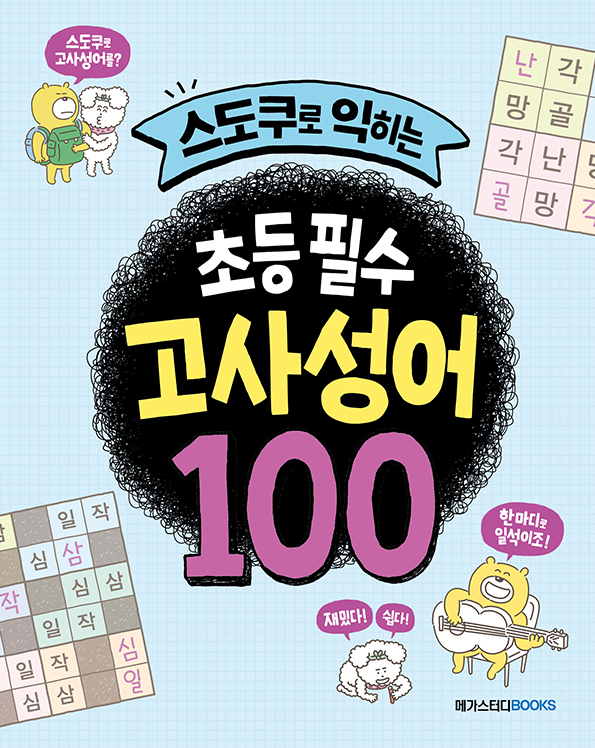 스도쿠로
고사성어를?
스도쿠로 익히는
난 각
망 골
각 난
골 망 각
초등 필수
고사성어
100
일 작
심 삼
작 심 삼
일 작
일 작 심
심 삼 일
한마디로
일석이조!
재밌다! 쉽다!
메가스터디BOOKS